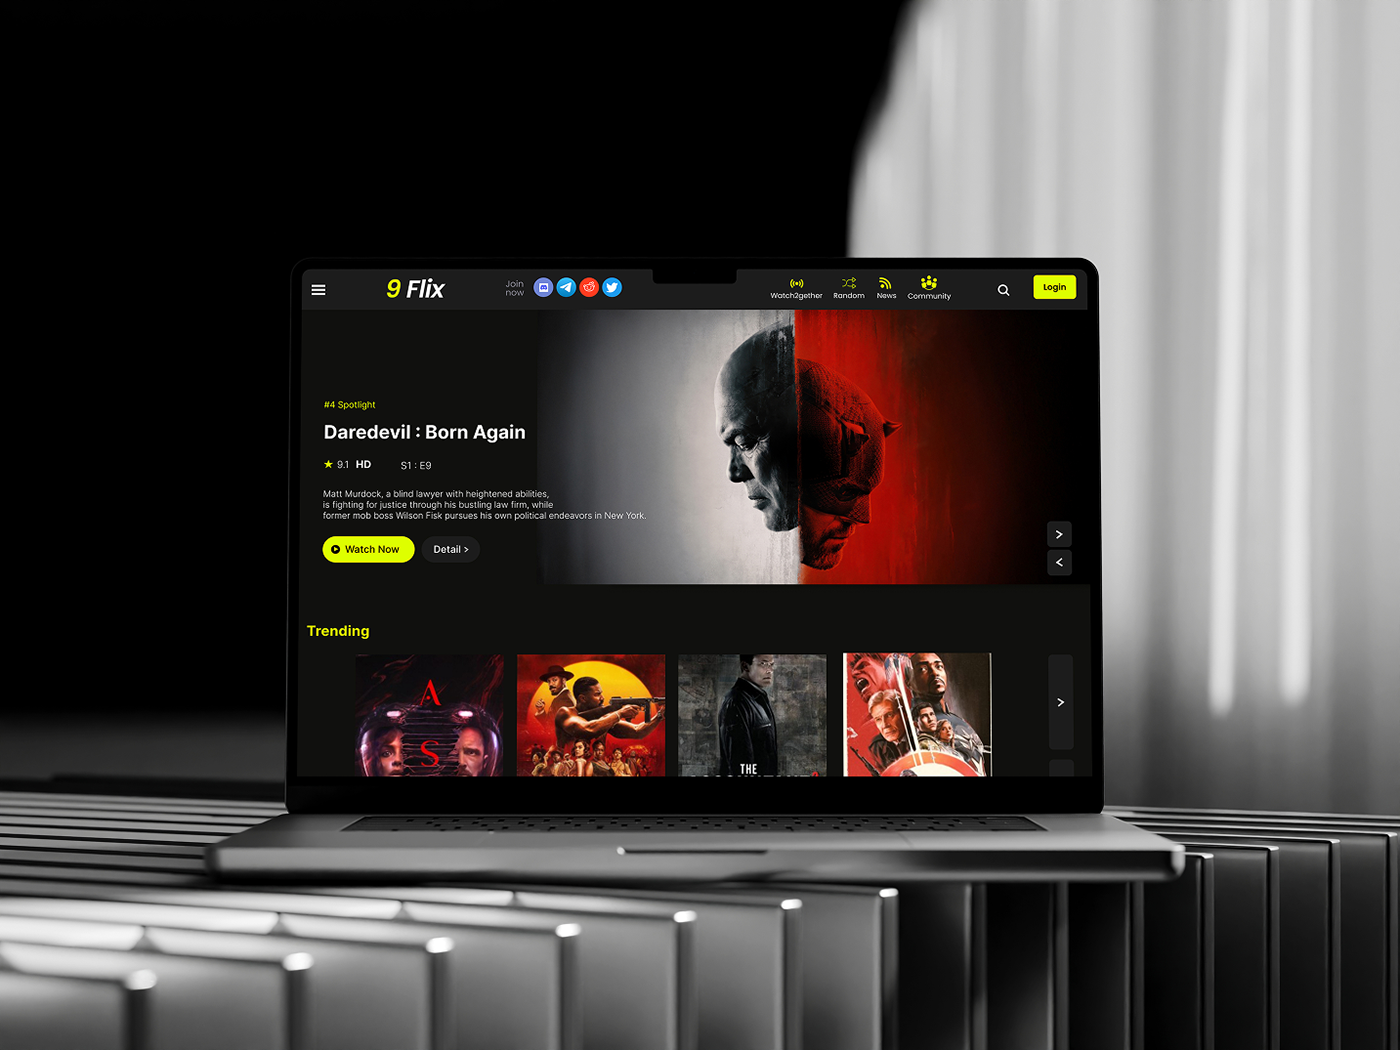 9 Flix
Join
now
Watch2gether
Random
News
Community
Login
#4 Spotlight
Daredevil : Born Again
9.1 HD S1 : E9
Matt Murdock, a blind lawyer with heightened abilities,
is fighting for justice through his bustling law firm, while
former mob boss Wilson Fisk pursues his own political endeavors in New York.
Watch Now
Detail >
Trending
A
S
THE